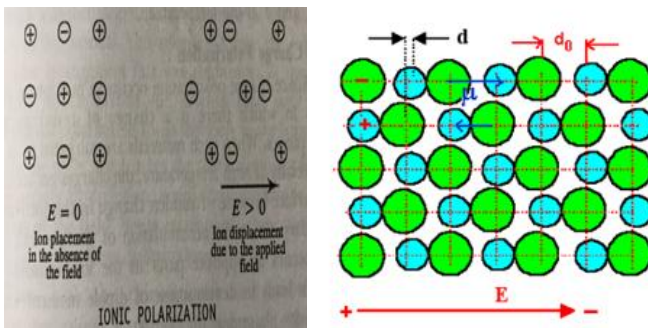 ⊕ ⊖ ⊕
⊖ ⊕ ⊖
⊕ ⊖ ⊕
E = 0
Ion placement
in the absence of
the field
⊕⊖ ⊕
⊖ ⊕⊖
⊕⊖ ⊕
E > 0
Ion displacement
due to the applied
field
IONIC POLARIZATION
d
d₀
−
μ
+
E
+ −